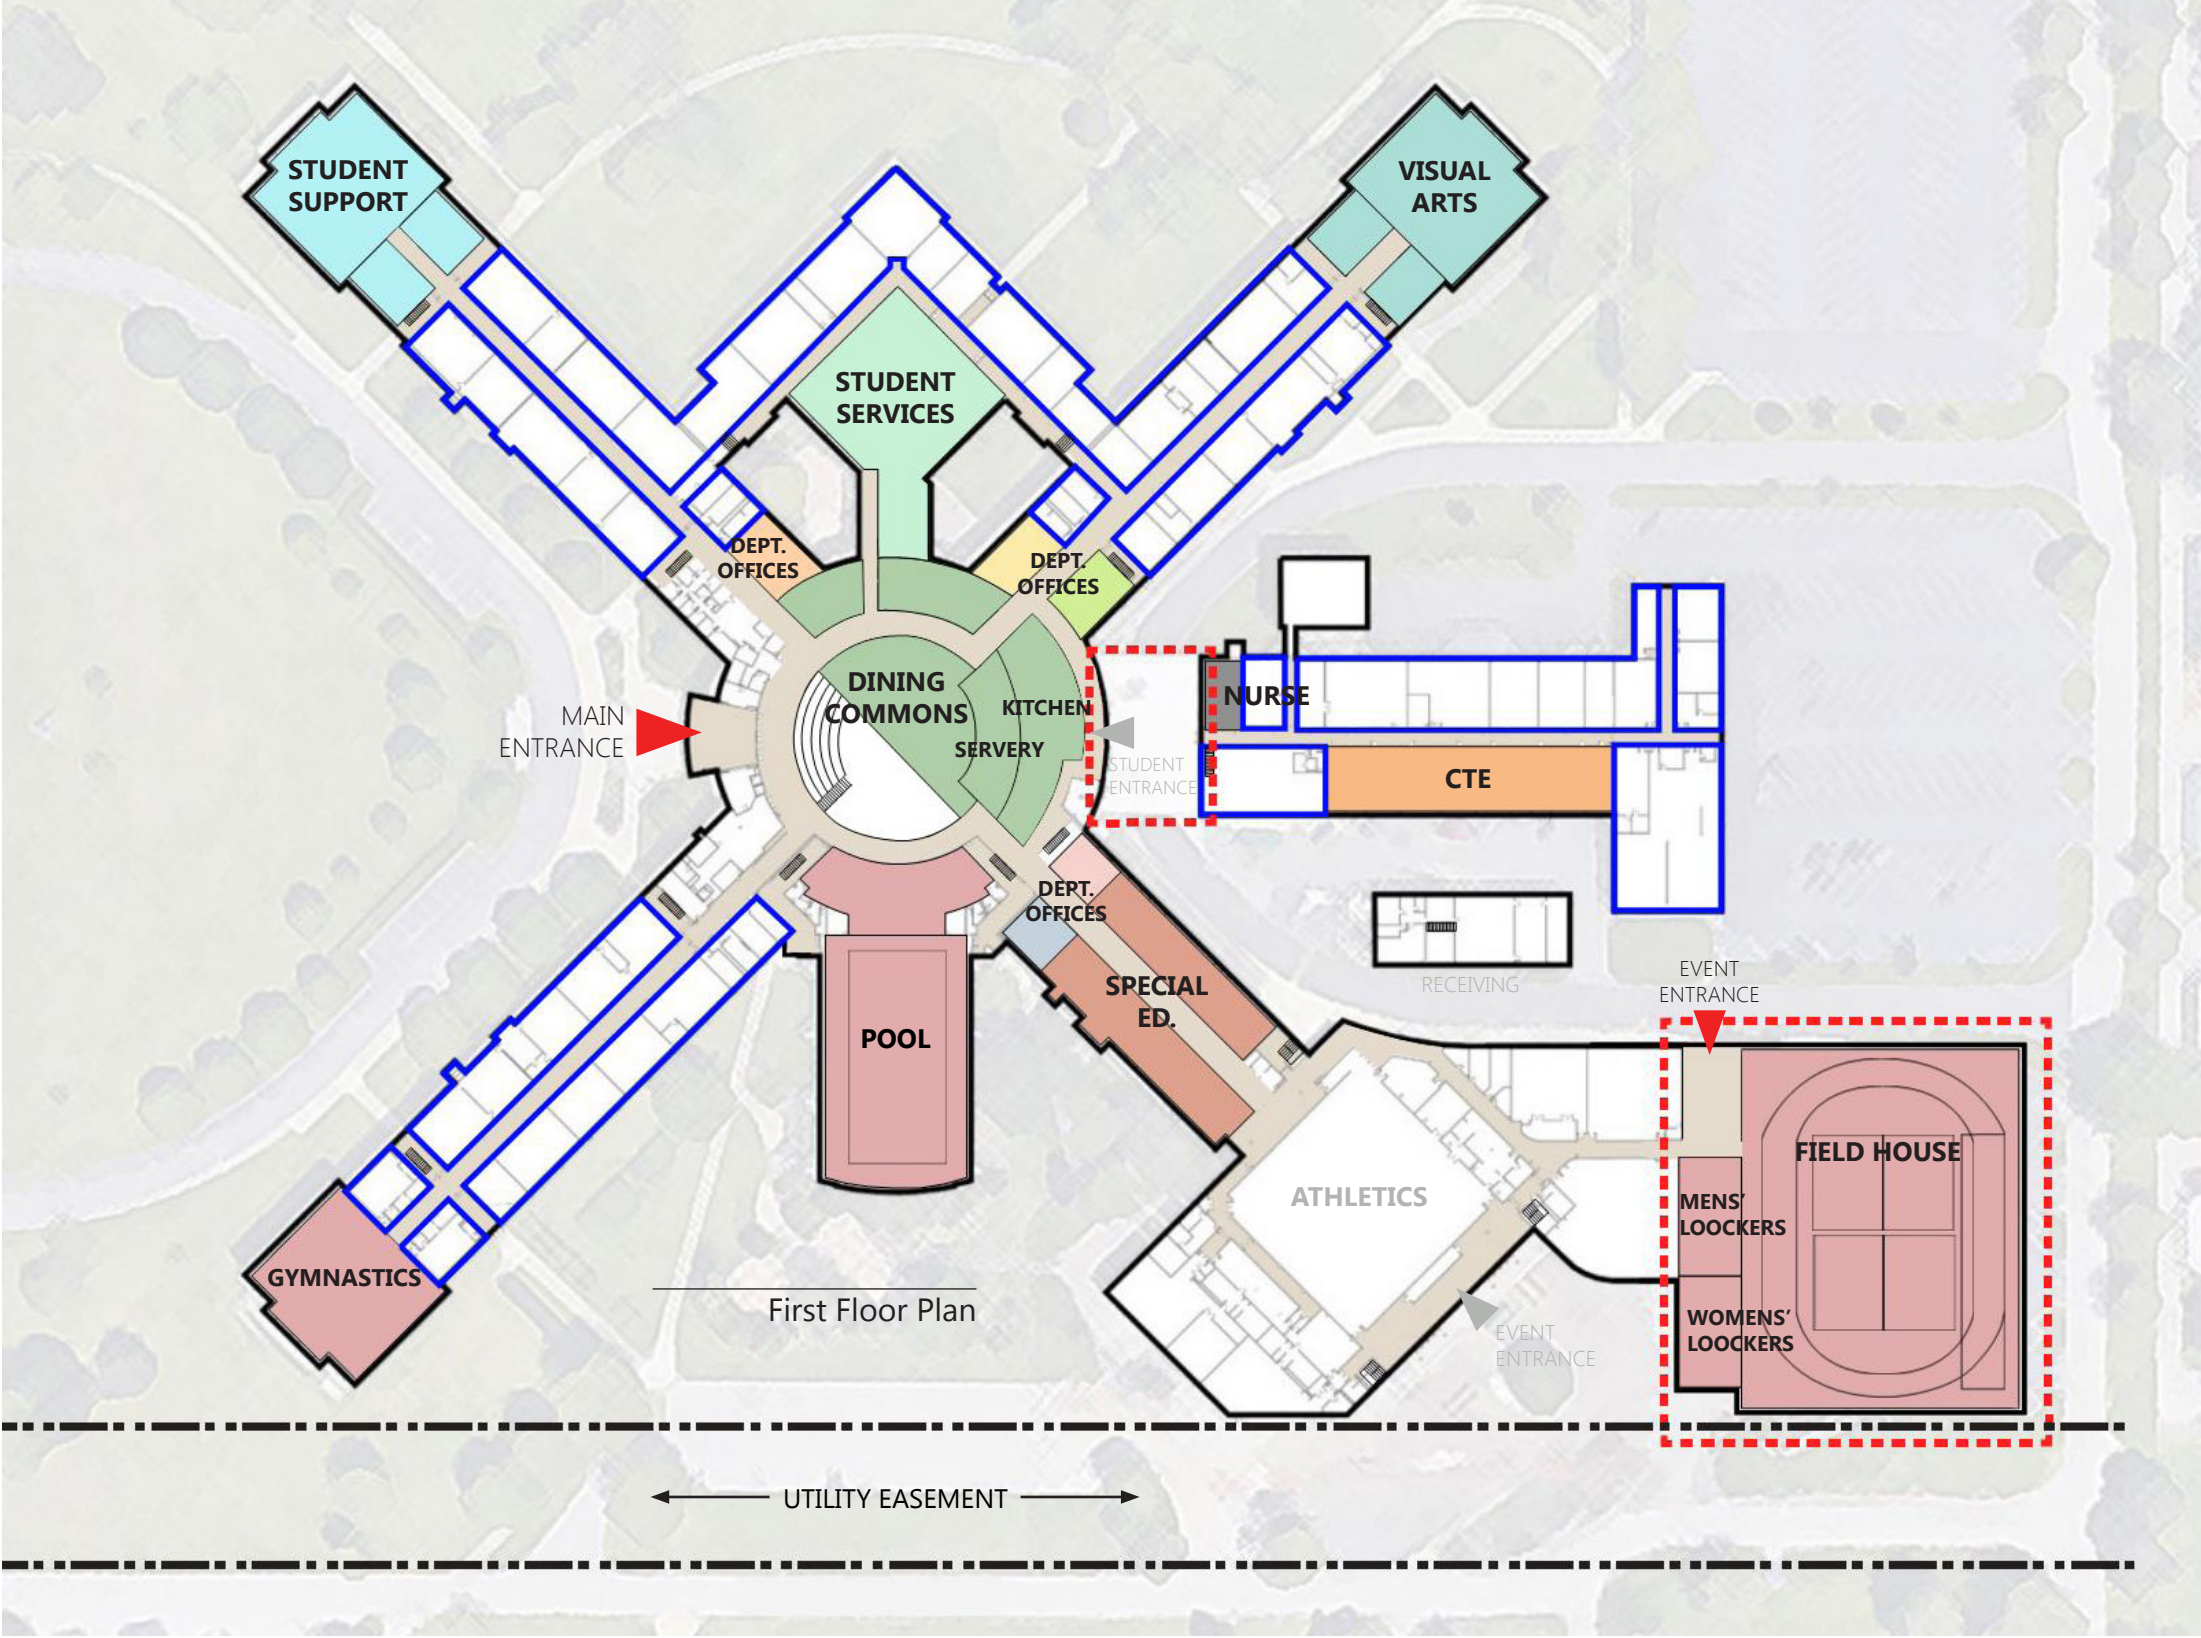 STUDENT
SUPPORT
VISUAL
ARTS
STUDENT
SERVICES
DEPT.
OFFICES
DEPT.
OFFICES
DINING
COMMONS
KITCHEN
SERVERY
MAIN
ENTRANCE
STUDENT
ENTRANCE
NURSE
CTE
DEPT.
OFFICES
SPECIAL
ED.
POOL
RECEIVING
EVENT
ENTRANCE
FIELD HOUSE
MENS'
LOOCKERS
WOMENS'
LOOCKERS
ATHLETICS
GYMNASTICS
EVENT
ENTRANCE
First Floor Plan
UTILITY EASEMENT